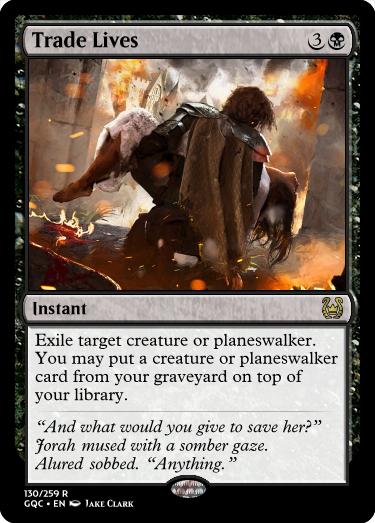 Trade Lives 3
Instant
Exile target creature or planeswalker.
You may put a creature or planeswalker
card from your graveyard on top of
your library.
“And what would you give to save her?”
Jorah mused with a somber gaze.
Alured sobbed. “Anything.”
130/259 R
GQC • EN Jake Clark